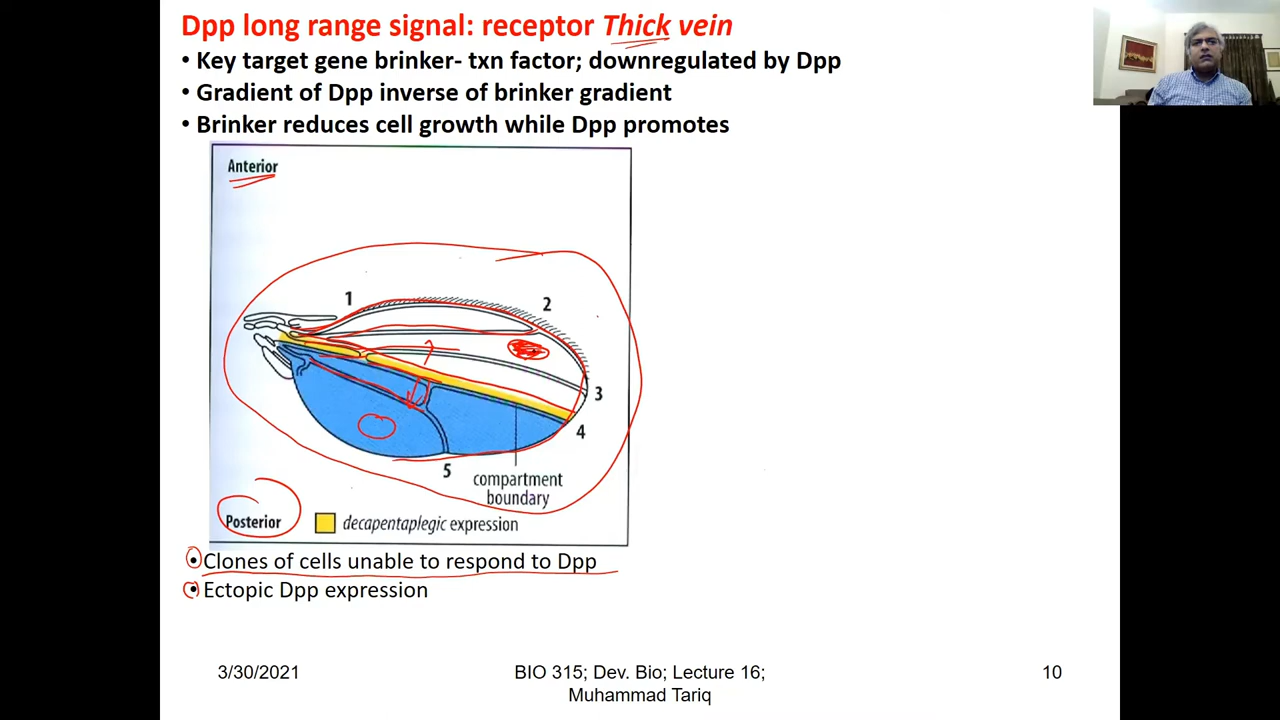 Dpp long range signal: receptor Thick vein
• Key target gene brinker- txn factor; downregulated by Dpp
• Gradient of Dpp inverse of brinker gradient
• Brinker reduces cell growth while Dpp promotes
Anterior
1
2
3
4
5
compartment
boundary
Posterior
decapentaplegic expression
• Clones of cells unable to respond to Dpp
• Ectopic Dpp expression
3/30/2021
BIO 315; Dev. Bio; Lecture 16;
Muhammad Tariq
10